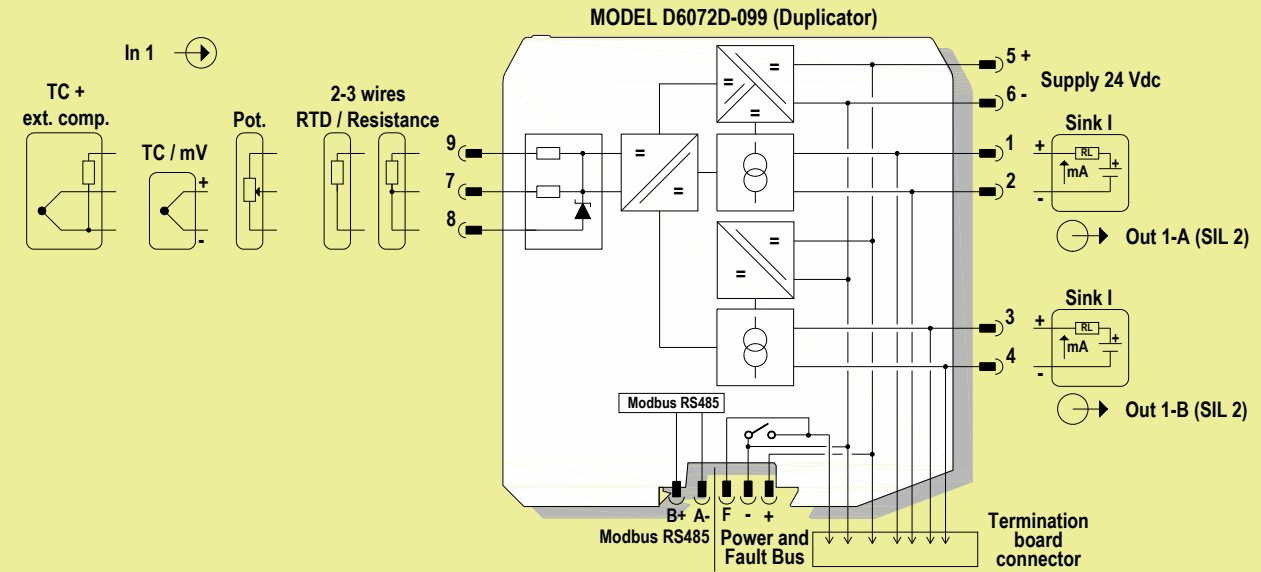 MODEL D6072D-099 (Duplicator)
In 1
TC +
ext. comp.
TC / mV
+
-
Pot.
2-3 wires
RTD / Resistance
9
7
8
=
=
=
=
=
=
=
5 +
6 -
Supply 24 Vdc
1
2
Sink I
+
-
RL
mA
+
Out 1-A (SIL 2)
3
4
Sink I
+
-
RL
mA
+
Out 1-B (SIL 2)
Modbus RS485
B+ A- F - +
Modbus RS485
Power and
Fault Bus
Termination
board
connector